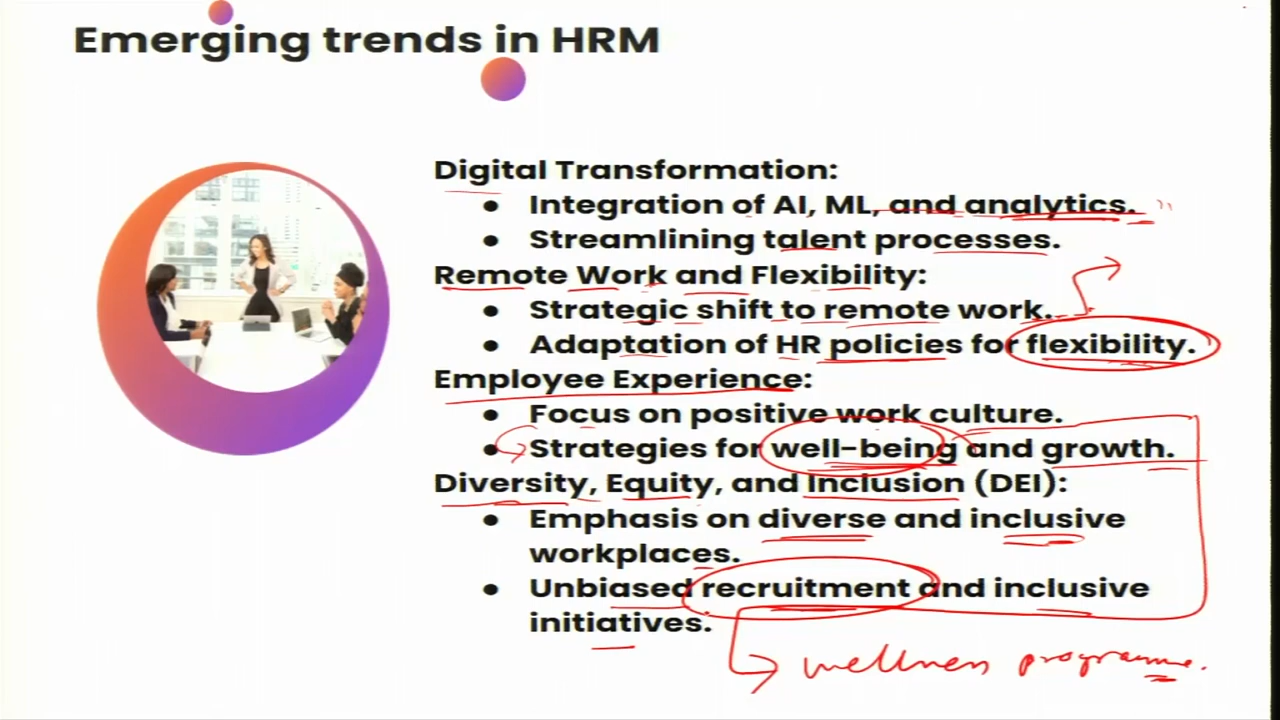 Emerging trends in HRM
Digital Transformation:
● Integration of AI, ML, and analytics.
● Streamlining talent processes.
Remote Work and Flexibility:
● Strategic shift to remote work.
● Adaptation of HR policies for flexibility.
Employee Experience:
● Focus on positive work culture.
● Strategies for well-being and growth.
Diversity, Equity, and Inclusion (DEI):
● Emphasis on diverse and inclusive
workplaces.
● Unbiased recruitment and inclusive
initiatives.
wellness programme.